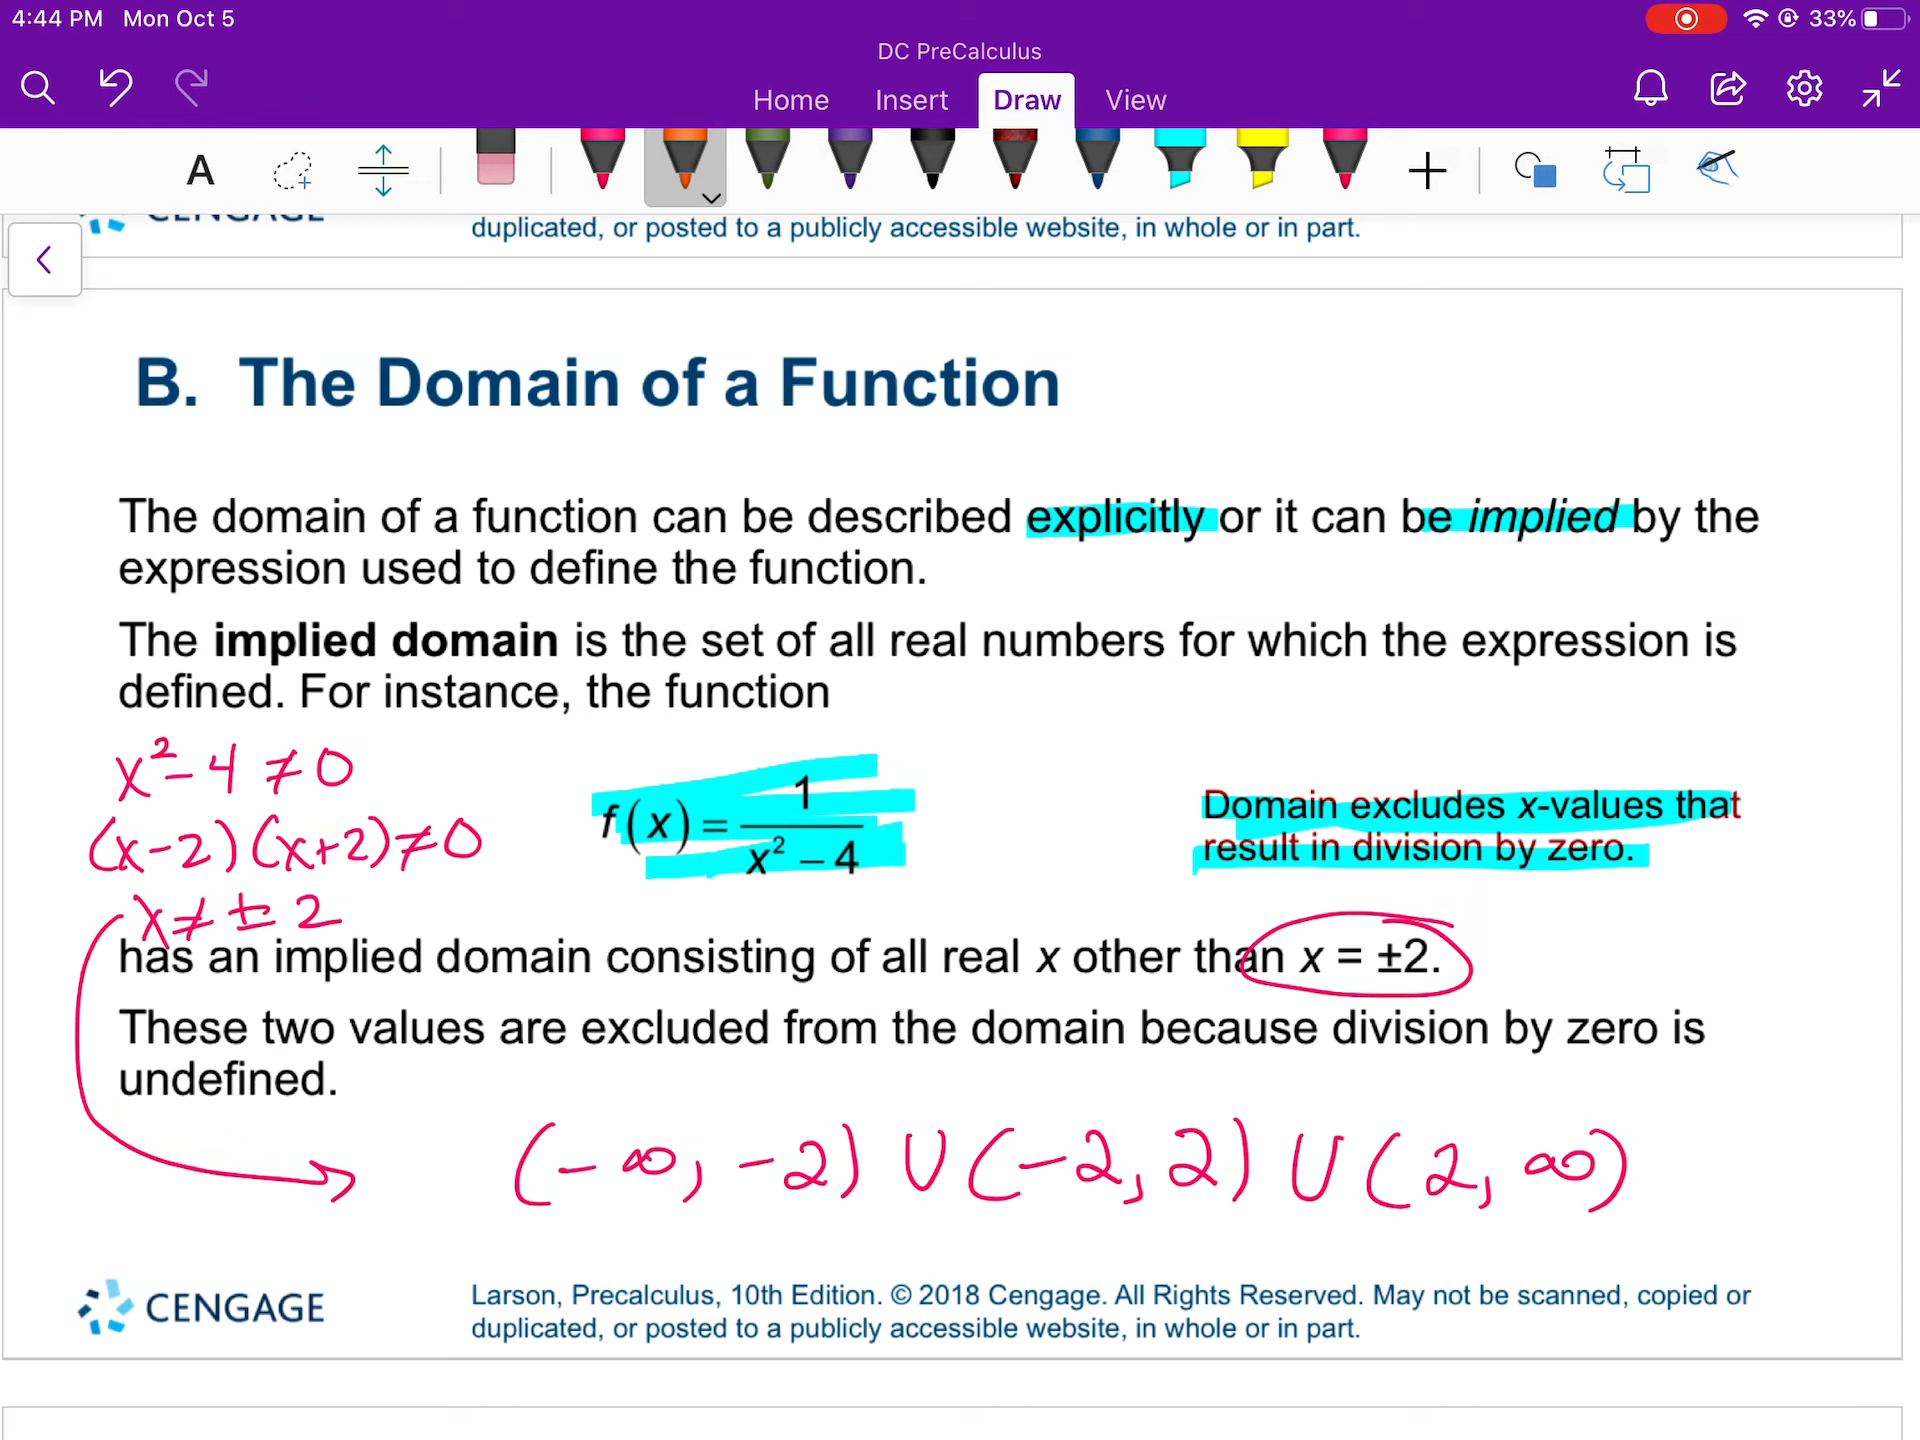 4:44 PM Mon Oct 5
33%
DC PreCalculus
Home Insert Draw View
A
CENGAGE
duplicated, or posted to a publicly accessible website, in whole or in part.
B. The Domain of a Function
The domain of a function can be described explicitly or it can be implied by the
expression used to define the function.
The implied domain is the set of all real numbers for which the expression is
defined. For instance, the function
x²-4≠0
(x-2)(x+2)≠0
x≠±2
f(x) = 1/(x² – 4)
Domain excludes x-values that
result in division by zero.
has an implied domain consisting of all real x other than x = ±2.
These two values are excluded from the domain because division by zero is
undefined.
(-∞, -2) U (-2, 2) U (2, ∞)
CENGAGE
Larson, Precalculus, 10th Edition. © 2018 Cengage. All Rights Reserved. May not be scanned, copied or
duplicated, or posted to a publicly accessible website, in whole or in part.